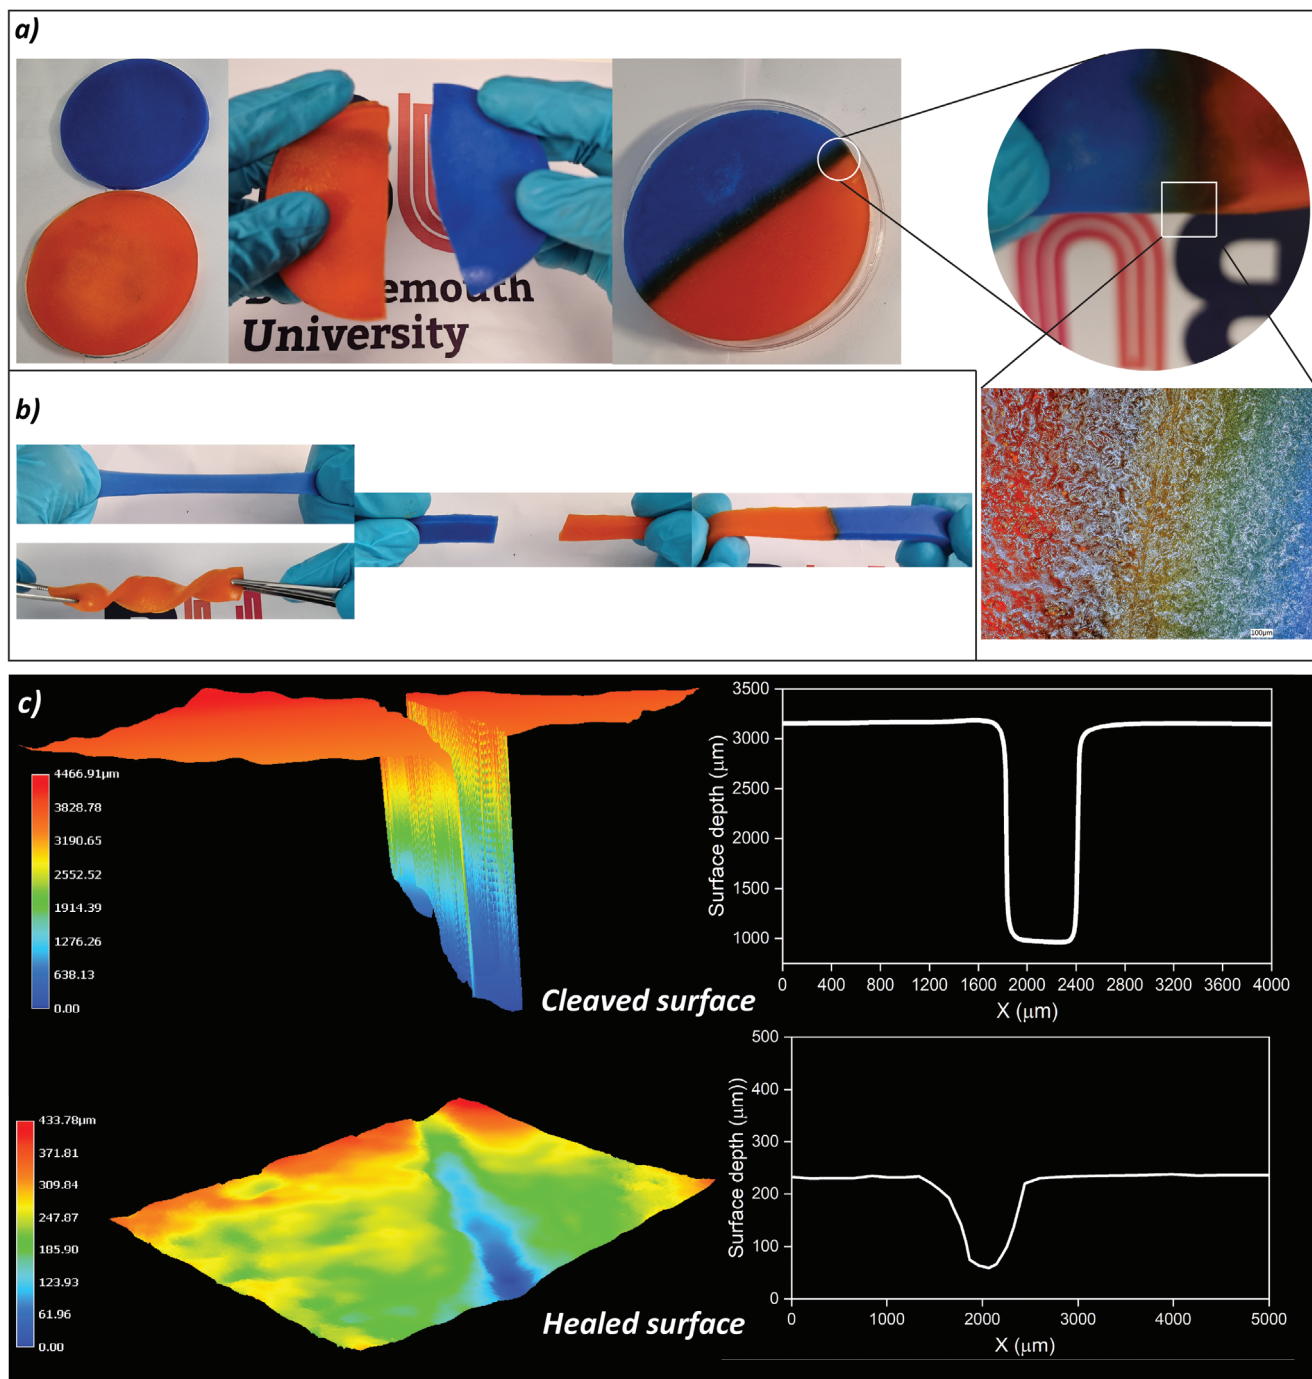 a)
B emouth
University
b)
100μm
c)
4466.91μm
3828.78
3190.65
2552.52
1914.39
1276.26
638.13
0.00
Cleaved surface
3500
3000
2500
2000
1500
1000
Surface depth (μm)
0 400 800 1200 1600 2000 2400 2800 3200 3600 4000
X (μm)
433.78μm
371.81
309.84
247.87
185.90
123.93
61.96
0.00
Healed surface
500
400
300
200
100
0
Surface depth (μm))
0 1000 2000 3000 4000 5000
X (μm)